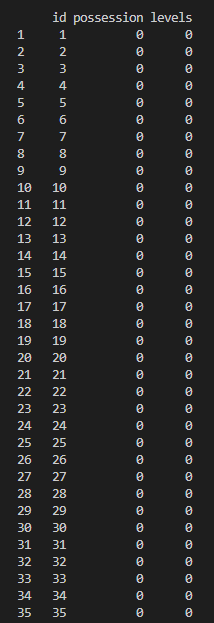 id possession levels
1 1 0 0
2 2 0 0
3 3 0 0
4 4 0 0
5 5 0 0
6 6 0 0
7 7 0 0
8 8 0 0
9 9 0 0
10 10 0 0
11 11 0 0
12 12 0 0
13 13 0 0
14 14 0 0
15 15 0 0
16 16 0 0
17 17 0 0
18 18 0 0
19 19 0 0
20 20 0 0
21 21 0 0
22 22 0 0
23 23 0 0
24 24 0 0
25 25 0 0
26 26 0 0
27 27 0 0
28 28 0 0
29 29 0 0
30 30 0 0
31 31 0 0
32 32 0 0
33 33 0 0
34 34 0 0
35 35 0 0